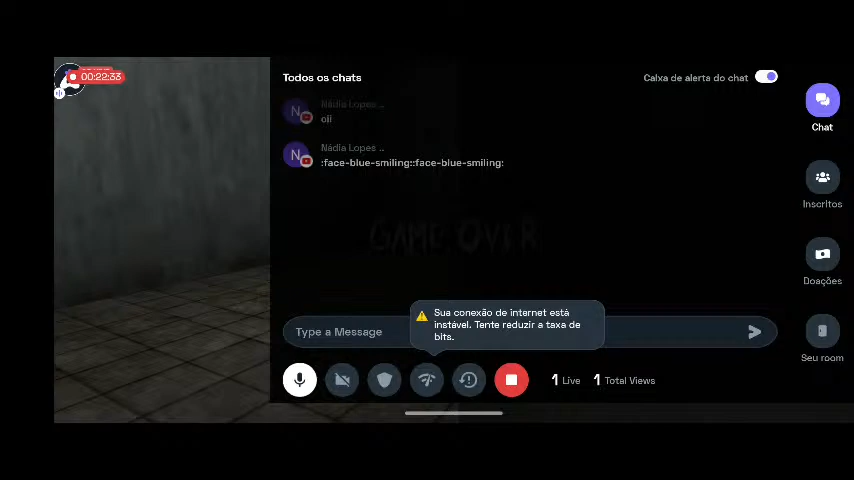 00:22:33
Todos os chats
Caixa de alerta do chat
Nádia Lopes ..
N
oii
Nádia Lopes ..
N
:face-blue-smiling::face-blue-smiling:
GAME OVER
Chat
Inscritos
Doações
Seu room
Sua conexão de internet está
instável. Tente reduzir a taxa de
bits.
Type a Message
1 Live
1 Total Views